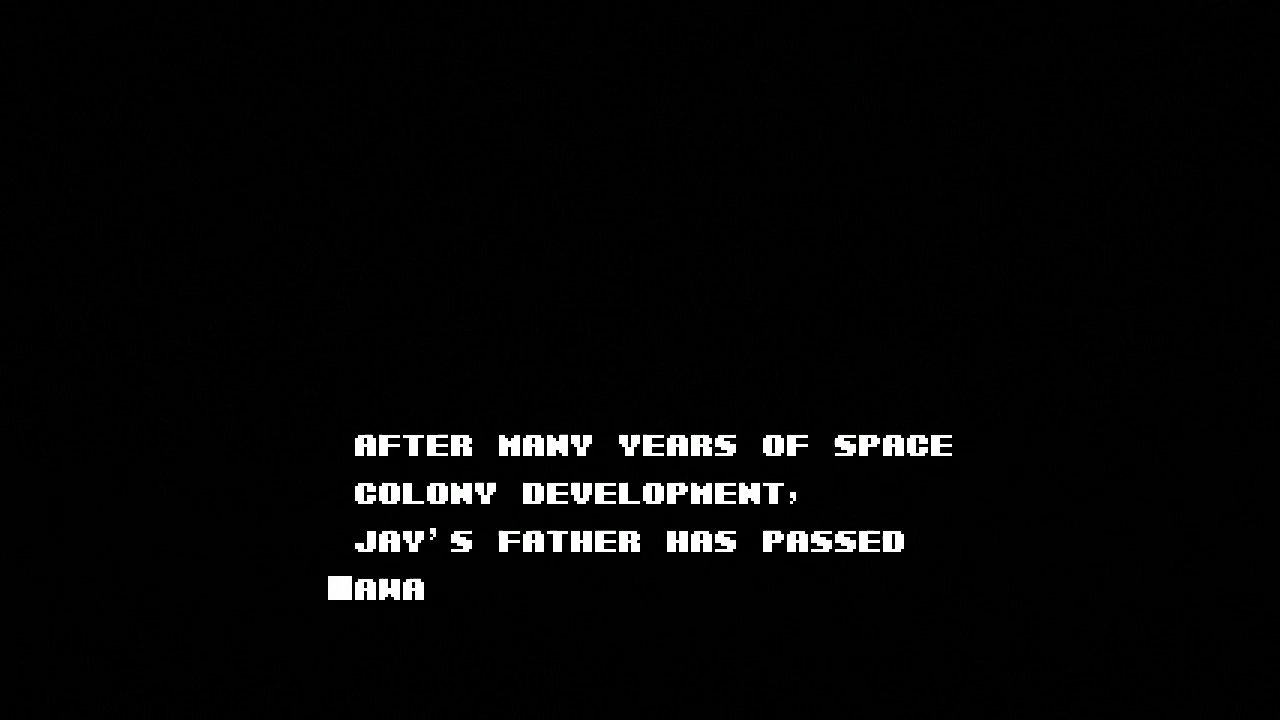 AFTER MANY YEARS OF SPACE
COLONY DEVELOPMENT,
JAY'S FATHER HAS PASSED
AWA